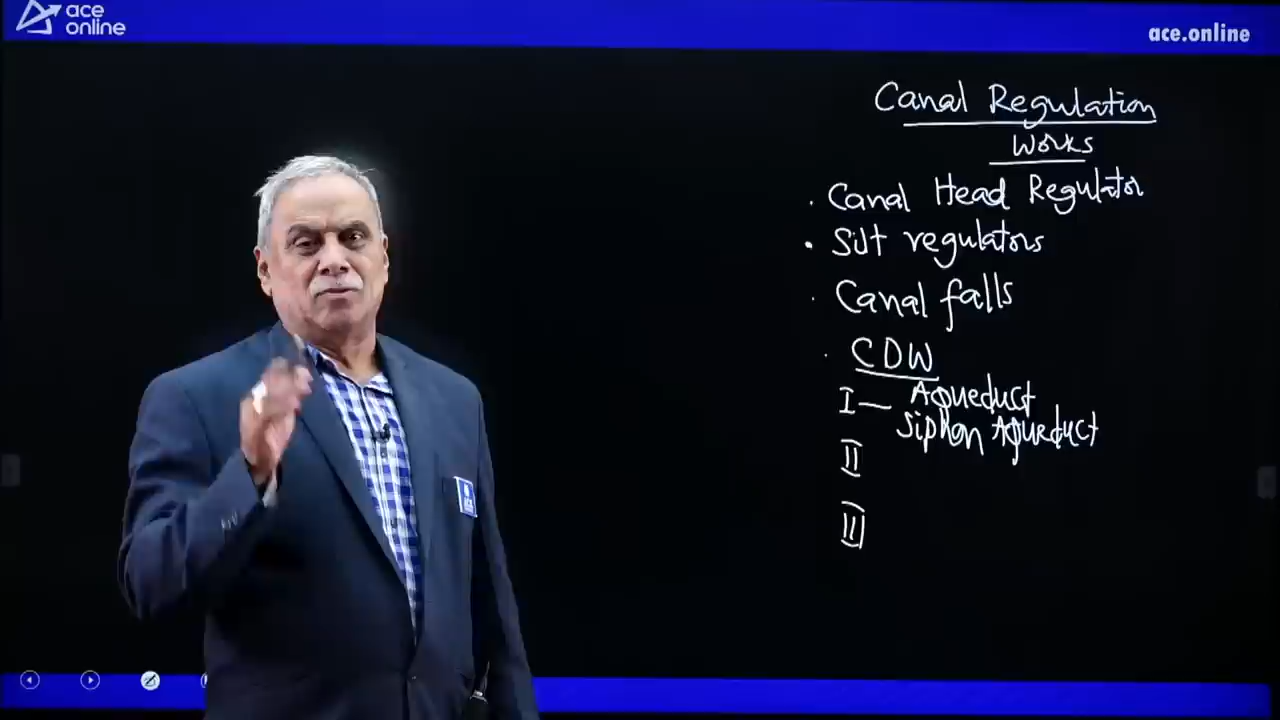 ace
online
ace.online
Canal Regulation
Works
· Canal Head Regulator
· Silt regulators
· Canal falls
· CDW
I — Aqueduct
Siphon Aqueduct
II
III